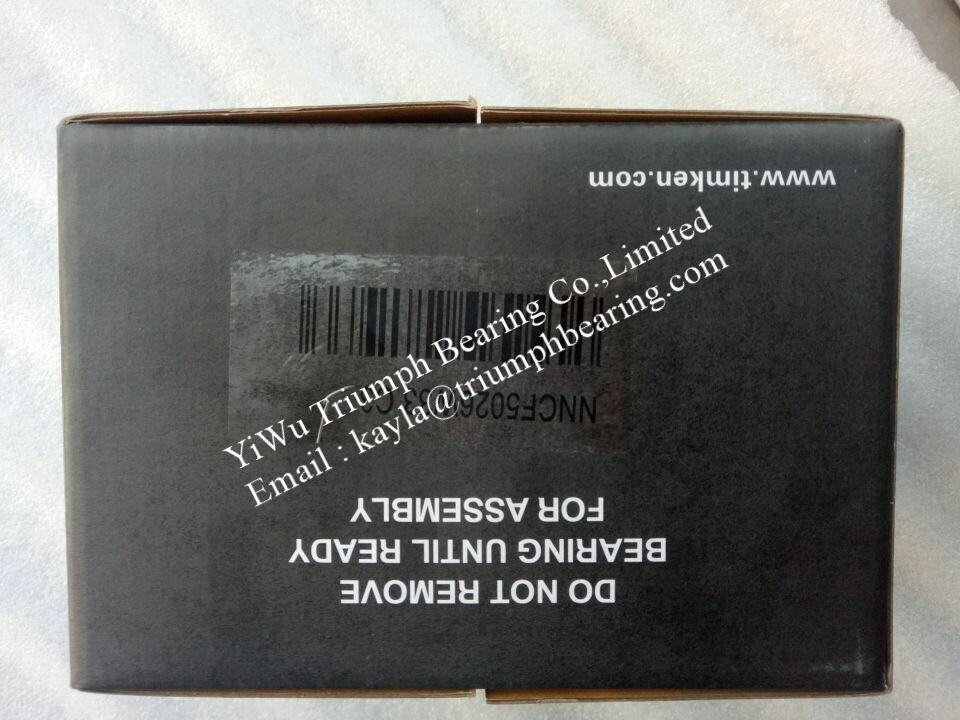 DO NOT REMOVE
BEARING UNTIL READY
FOR ASSEMBLY
www.timken.com
YiWu Triumph Bearing Co.,Limited
Email : kayla@triumphbearing.com